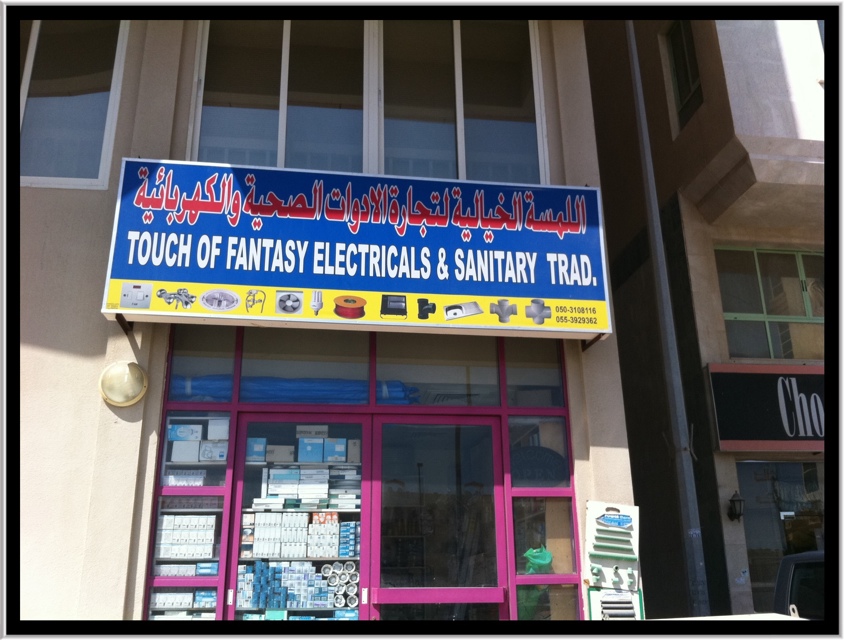 اللمسة الخيالية لتجارة الادوات الصحية والكهربائية
TOUCH OF FANTASY ELECTRICALS & SANITARY TRAD.
050-3108116
055-3929362
Cho